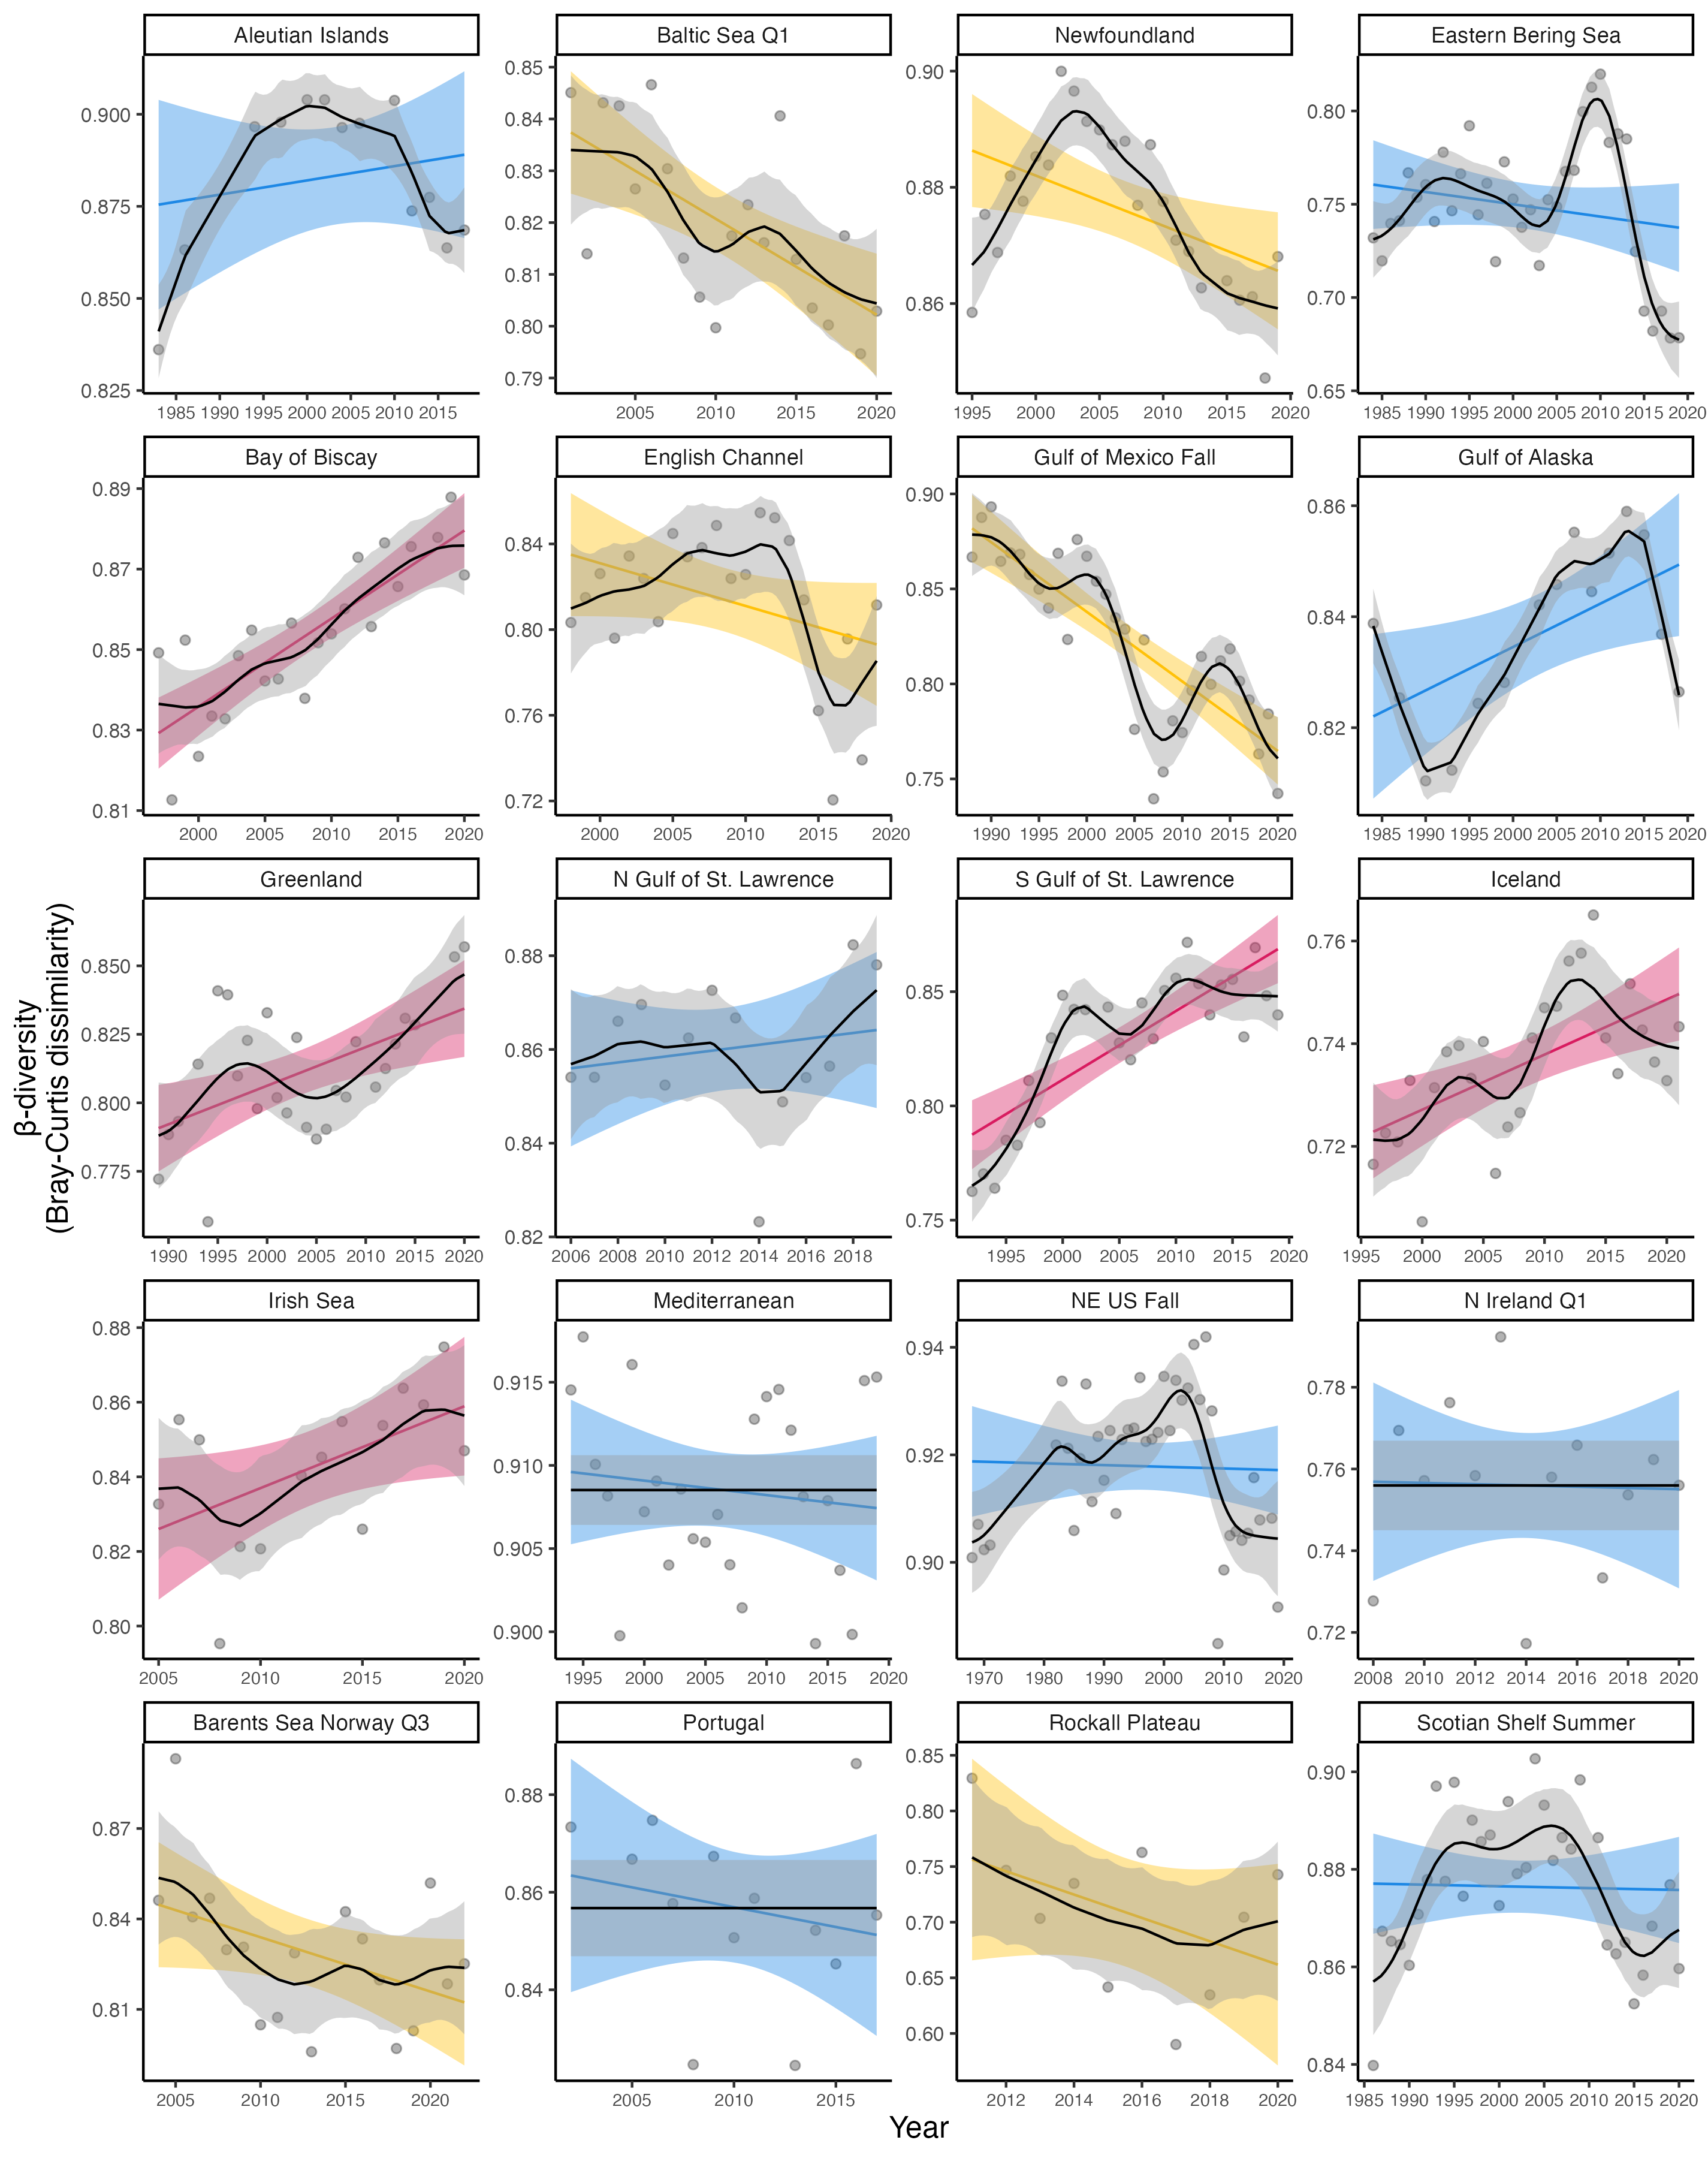 Aleutian Islands Baltic Sea Q1 Newfoundland Eastern Bering Sea
0.900 0.875 0.850 0.825
0.85 0.84 0.83 0.82 0.81 0.80 0.79
0.90 0.88 0.86
0.80 0.75 0.70 0.65
1985 1990 1995 2000 2005 2010 2015
2005 2010 2015 2020
1995 2000 2005 2010 2015 2020
1985 1990 1995 2000 2005 2010 2015 2020
Bay of Biscay English Channel Gulf of Mexico Fall Gulf of Alaska
0.89 0.87 0.85 0.83 0.81
0.84 0.80 0.76 0.72
0.90 0.85 0.80 0.75
0.86 0.84 0.82
2000 2005 2010 2015 2020
2000 2005 2010 2015 2020
1990 1995 2000 2005 2010 2015 2020
1985 1990 1995 2000 2005 2010 2015 2020
β-diversity
(Bray-Curtis dissimilarity)
Greenland N Gulf of St. Lawrence S Gulf of St. Lawrence Iceland
0.850 0.825 0.800 0.775
0.88 0.86 0.84 0.82
0.85 0.80 0.75
0.76 0.74 0.72
1990 1995 2000 2005 2010 2015 2020
2006 2008 2010 2012 2014 2016 2018
1995 2000 2005 2010 2015 2020
1995 2000 2005 2010 2015 2020
Irish Sea Mediterranean NE US Fall N Ireland Q1
0.88 0.86 0.84 0.82 0.80
0.915 0.910 0.905 0.900
0.94 0.92 0.90
0.78 0.76 0.74 0.72
2005 2010 2015 2020
1995 2000 2005 2010 2015 2020
1970 1980 1990 2000 2010 2020
2008 2010 2012 2014 2016 2018 2020
Barents Sea Norway Q3 Portugal Rockall Plateau Scotian Shelf Summer
0.87 0.84 0.81
0.88 0.86 0.84
0.85 0.80 0.75 0.70 0.65 0.60
0.90 0.88 0.86 0.84
2005 2010 2015 2020
2005 2010 2015
2012 2014 2016 2018 2020
1985 1990 1995 2000 2005 2010 2015 2020
Year